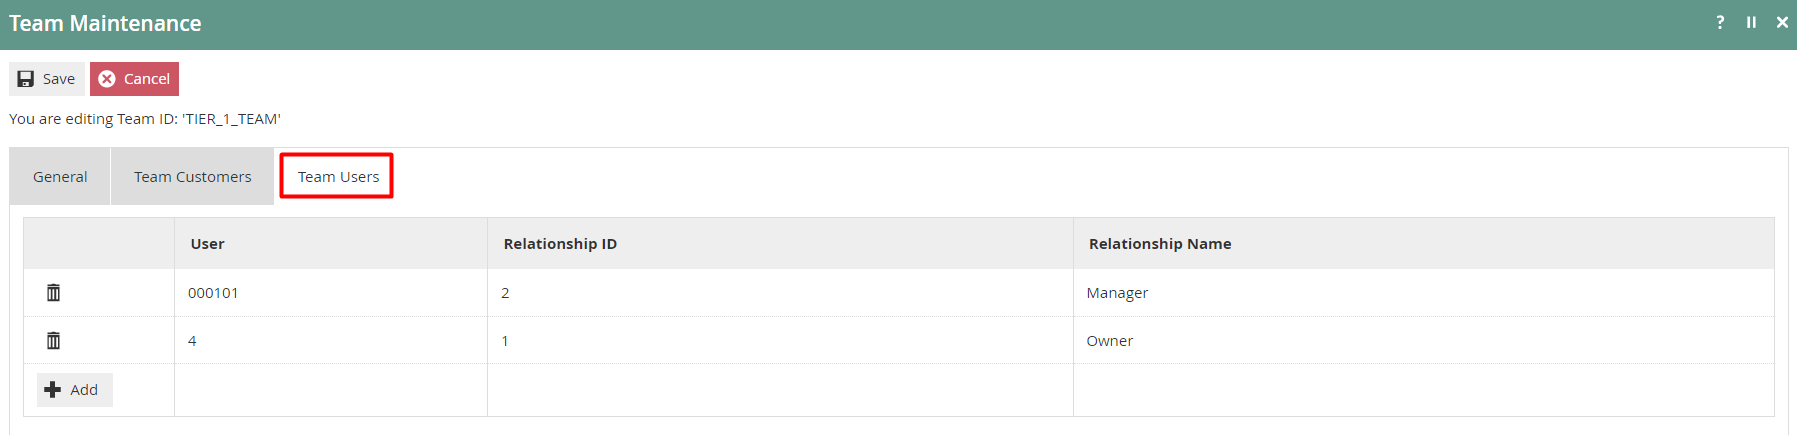 Team Maintenance ?
Save Cancel
You are editing Team ID: 'TIER_1_TEAM'
General Team Customers Team Users
User Relationship ID Relationship Name
000101 2 Manager
4 1 Owner
Add